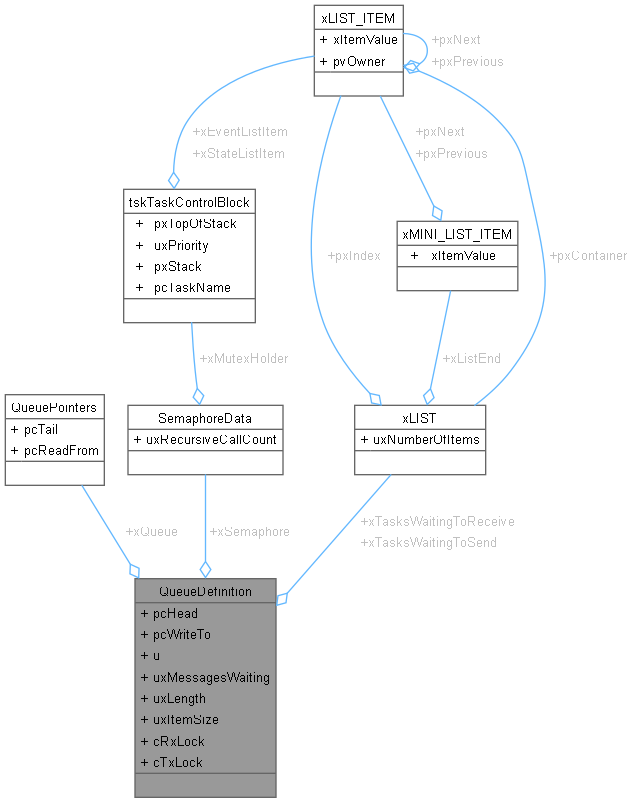 xLIST_ITEM
+ xItemValue
+ pvOwner
+pxNext
+pxPrevious
+xEventListItem
+xStateListItem
+pxNext
+pxPrevious
tskTaskControlBlock
+ pxTopOfStack
+ uxPriority
+ pxStack
+ pcTaskName
xMINI_LIST_ITEM
+ xItemValue
+pxIndex
+pxContainer
+xMutexHolder
+xListEnd
QueuePointers
+ pcTail
+ pcReadFrom
SemaphoreData
+ uxRecursiveCallCount
xLIST
+ uxNumberOfItems
+xQueue
+xSemaphore
+xTasksWaitingToReceive
+xTasksWaitingToSend
QueueDefinition
+ pcHead
+ pcWriteTo
+ u
+ uxMessagesWaiting
+ uxLength
+ uxItemSize
+ cRxLock
+ cTxLock